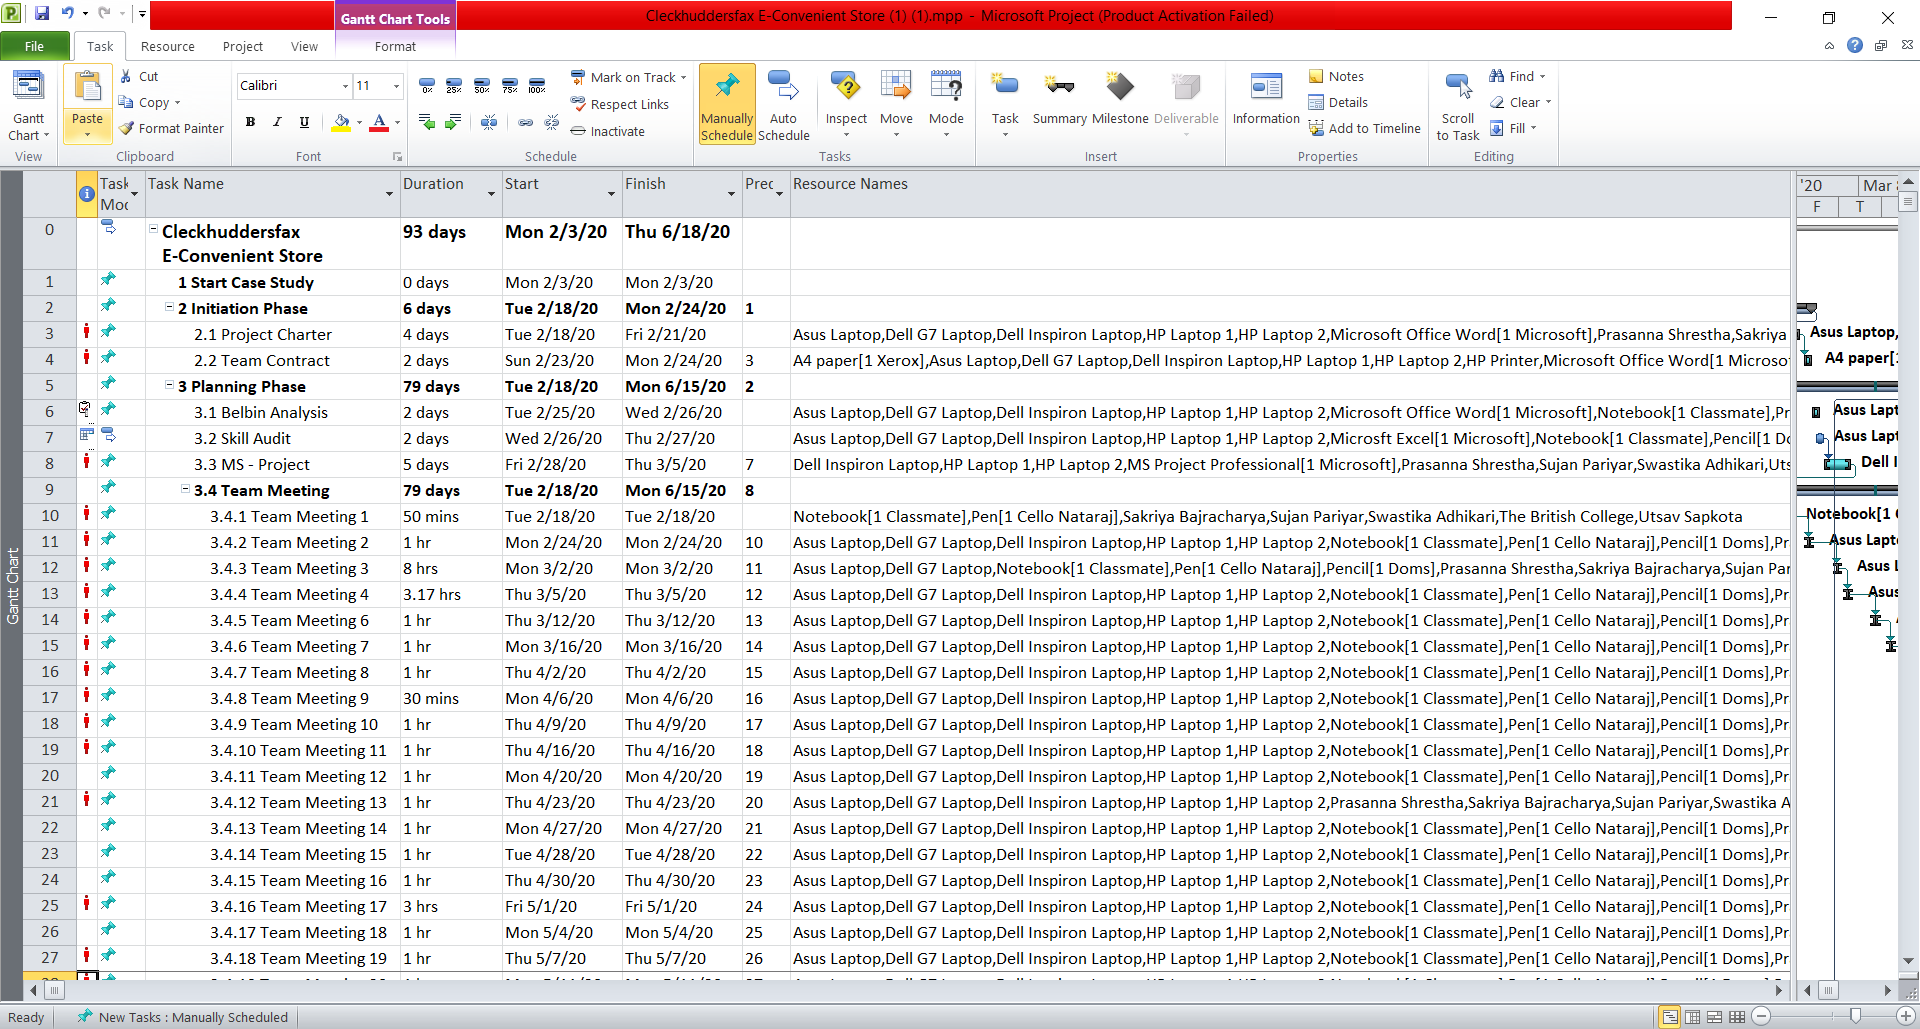 Gantt Chart Tools
Cleckhuddersfax E-Convenient Store (1) (1).mpp - Microsoft Project (Product Activation Failed)
File Task Resource Project View Format
Gantt Chart
Paste
Cut
Copy
Format Painter
Calibri 11
B I U A
0% 25% 50% 75% 100%
Mark on Track
Respect Links
Inactivate
Manually Schedule
Auto Schedule
Inspect Move Mode
Task Summary Milestone Deliverable
Information
Notes
Details
Add to Timeline
Scroll to Task
Find
Clear
Fill
View Clipboard Font Schedule Tasks Insert Properties Editing
Task Mod Task Name Duration Start Finish Prec Resource Names
'20 Mar 8
F T
0 Cleckhuddersfax E-Convenient Store 93 days Mon 2/3/20 Thu 6/18/20
1 1 Start Case Study 0 days Mon 2/3/20 Mon 2/3/20
2 2 Initiation Phase 6 days Tue 2/18/20 Mon 2/24/20 1
3 2.1 Project Charter 4 days Tue 2/18/20 Fri 2/21/20 Asus Laptop,Dell G7 Laptop,Dell Inspiron Laptop,HP Laptop 1,HP Laptop 2,Microsoft Office Word[1 Microsoft],Prasanna Shrestha,Sakriya Asus Laptop,
4 2.2 Team Contract 2 days Sun 2/23/20 Mon 2/24/20 3 A4 paper[1 Xerox],Asus Laptop,Dell G7 Laptop,Dell Inspiron Laptop,HP Laptop 1,HP Laptop 2,HP Printer,Microsoft Office Word[1 Microso A4 paper[
5 3 Planning Phase 79 days Tue 2/18/20 Mon 6/15/20 2
6 3.1 Belbin Analysis 2 days Tue 2/25/20 Wed 2/26/20 Asus Laptop,Dell G7 Laptop,Dell Inspiron Laptop,HP Laptop 1,HP Laptop 2,Microsoft Office Word[1 Microsoft],Notebook[1 Classmate],Pr Asus Lapt
7 3.2 Skill Audit 2 days Wed 2/26/20 Thu 2/27/20 Asus Laptop,Dell G7 Laptop,Dell Inspiron Laptop,HP Laptop 1,HP Laptop 2,Microsft Excel[1 Microsoft],Notebook[1 Classmate],Pencil[1 Do Asus Lapt
8 3.3 MS - Project 5 days Fri 2/28/20 Thu 3/5/20 7 Dell Inspiron Laptop,HP Laptop 1,HP Laptop 2,MS Project Professional[1 Microsoft],Prasanna Shrestha,Sujan Pariyar,Swastika Adhikari,Uts Dell I
9 3.4 Team Meeting 79 days Tue 2/18/20 Mon 6/15/20 8
10 3.4.1 Team Meeting 1 50 mins Tue 2/18/20 Tue 2/18/20 Notebook[1 Classmate],Pen[1 Cello Nataraj],Sakriya Bajracharya,Sujan Pariyar,Swastika Adhikari,The British College,Utsav Sapkota Notebook[1
11 3.4.2 Team Meeting 2 1 hr Mon 2/24/20 Mon 2/24/20 10 Asus Laptop,Dell G7 Laptop,Dell Inspiron Laptop,HP Laptop 1,HP Laptop 2,Notebook[1 Classmate],Pen[1 Cello Nataraj],Pencil[1 Doms],Pr Asus Lapt
12 3.4.3 Team Meeting 3 8 hrs Mon 3/2/20 Mon 3/2/20 11 Asus Laptop,Dell G7 Laptop,Notebook[1 Classmate],Pen[1 Cello Nataraj],Pencil[1 Doms],Prasanna Shrestha,Sakriya Bajracharya,Sujan Par Asus L
13 3.4.4 Team Meeting 4 3.17 hrs Thu 3/5/20 Thu 3/5/20 12 Asus Laptop,Dell G7 Laptop,Dell Inspiron Laptop,HP Laptop 1,HP Laptop 2,Notebook[1 Classmate],Pen[1 Cello Nataraj],Pencil[1 Doms],Pr Asus
14 3.4.5 Team Meeting 6 1 hr Thu 3/12/20 Thu 3/12/20 13 Asus Laptop,Dell G7 Laptop,Dell Inspiron Laptop,HP Laptop 1,HP Laptop 2,Notebook[1 Classmate],Pen[1 Cello Nataraj],Pencil[1 Doms],Pr
15 3.4.6 Team Meeting 7 1 hr Mon 3/16/20 Mon 3/16/20 14 Asus Laptop,Dell G7 Laptop,Dell Inspiron Laptop,HP Laptop 1,HP Laptop 2,Notebook[1 Classmate],Pen[1 Cello Nataraj],Pencil[1 Doms],Pr
16 3.4.7 Team Meeting 8 1 hr Thu 4/2/20 Thu 4/2/20 15 Asus Laptop,Dell G7 Laptop,Dell Inspiron Laptop,HP Laptop 1,HP Laptop 2,Notebook[1 Classmate],Pen[1 Cello Nataraj],Pencil[1 Doms],Pr
17 3.4.8 Team Meeting 9 30 mins Mon 4/6/20 Mon 4/6/20 16 Asus Laptop,Dell G7 Laptop,Dell Inspiron Laptop,HP Laptop 1,HP Laptop 2,Notebook[1 Classmate],Pen[1 Cello Nataraj],Pencil[1 Doms],Pr
18 3.4.9 Team Meeting 10 1 hr Thu 4/9/20 Thu 4/9/20 17 Asus Laptop,Dell G7 Laptop,Dell Inspiron Laptop,HP Laptop 1,HP Laptop 2,Notebook[1 Classmate],Pen[1 Cello Nataraj],Pencil[1 Doms],Pr
19 3.4.10 Team Meeting 11 1 hr Thu 4/16/20 Thu 4/16/20 18 Asus Laptop,Dell G7 Laptop,Dell Inspiron Laptop,HP Laptop 1,HP Laptop 2,Notebook[1 Classmate],Pen[1 Cello Nataraj],Pencil[1 Doms],Pr
20 3.4.11 Team Meeting 12 1 hr Mon 4/20/20 Mon 4/20/20 19 Asus Laptop,Dell G7 Laptop,Dell Inspiron Laptop,HP Laptop 1,HP Laptop 2,Notebook[1 Classmate],Pen[1 Cello Nataraj],Pencil[1 Doms],Pr
21 3.4.12 Team Meeting 13 1 hr Thu 4/23/20 Thu 4/23/20 20 Asus Laptop,Dell G7 Laptop,Dell Inspiron Laptop,HP Laptop 1,HP Laptop 2,Prasanna Shrestha,Sakriya Bajracharya,Sujan Pariyar,Swastika A
22 3.4.13 Team Meeting 14 1 hr Mon 4/27/20 Mon 4/27/20 21 Asus Laptop,Dell G7 Laptop,Dell Inspiron Laptop,HP Laptop 1,HP Laptop 2,Notebook[1 Classmate],Pen[1 Cello Nataraj],Pencil[1 Doms],Pr
23 3.4.14 Team Meeting 15 1 hr Tue 4/28/20 Tue 4/28/20 22 Asus Laptop,Dell G7 Laptop,Dell Inspiron Laptop,HP Laptop 1,HP Laptop 2,Notebook[1 Classmate],Pen[1 Cello Nataraj],Pencil[1 Doms],Pr
24 3.4.15 Team Meeting 16 1 hr Thu 4/30/20 Thu 4/30/20 23 Asus Laptop,Dell G7 Laptop,Dell Inspiron Laptop,HP Laptop 1,HP Laptop 2,Notebook[1 Classmate],Pen[1 Cello Nataraj],Pencil[1 Doms],Pr
25 3.4.16 Team Meeting 17 3 hrs Fri 5/1/20 Fri 5/1/20 24 Asus Laptop,Dell G7 Laptop,Dell Inspiron Laptop,HP Laptop 1,HP Laptop 2,Notebook[1 Classmate],Pen[1 Cello Nataraj],Pencil[1 Doms],Pr
26 3.4.17 Team Meeting 18 1 hr Mon 5/4/20 Mon 5/4/20 25 Asus Laptop,Dell G7 Laptop,Dell Inspiron Laptop,HP Laptop 1,HP Laptop 2,Notebook[1 Classmate],Pen[1 Cello Nataraj],Pencil[1 Doms],Pr
27 3.4.18 Team Meeting 19 1 hr Thu 5/7/20 Thu 5/7/20 26 Asus Laptop,Dell G7 Laptop,Dell Inspiron Laptop,HP Laptop 1,HP Laptop 2,Notebook[1 Classmate],Pen[1 Cello Nataraj],Pencil[1 Doms],Pr
Gantt Chart
Ready New Tasks : Manually Scheduled